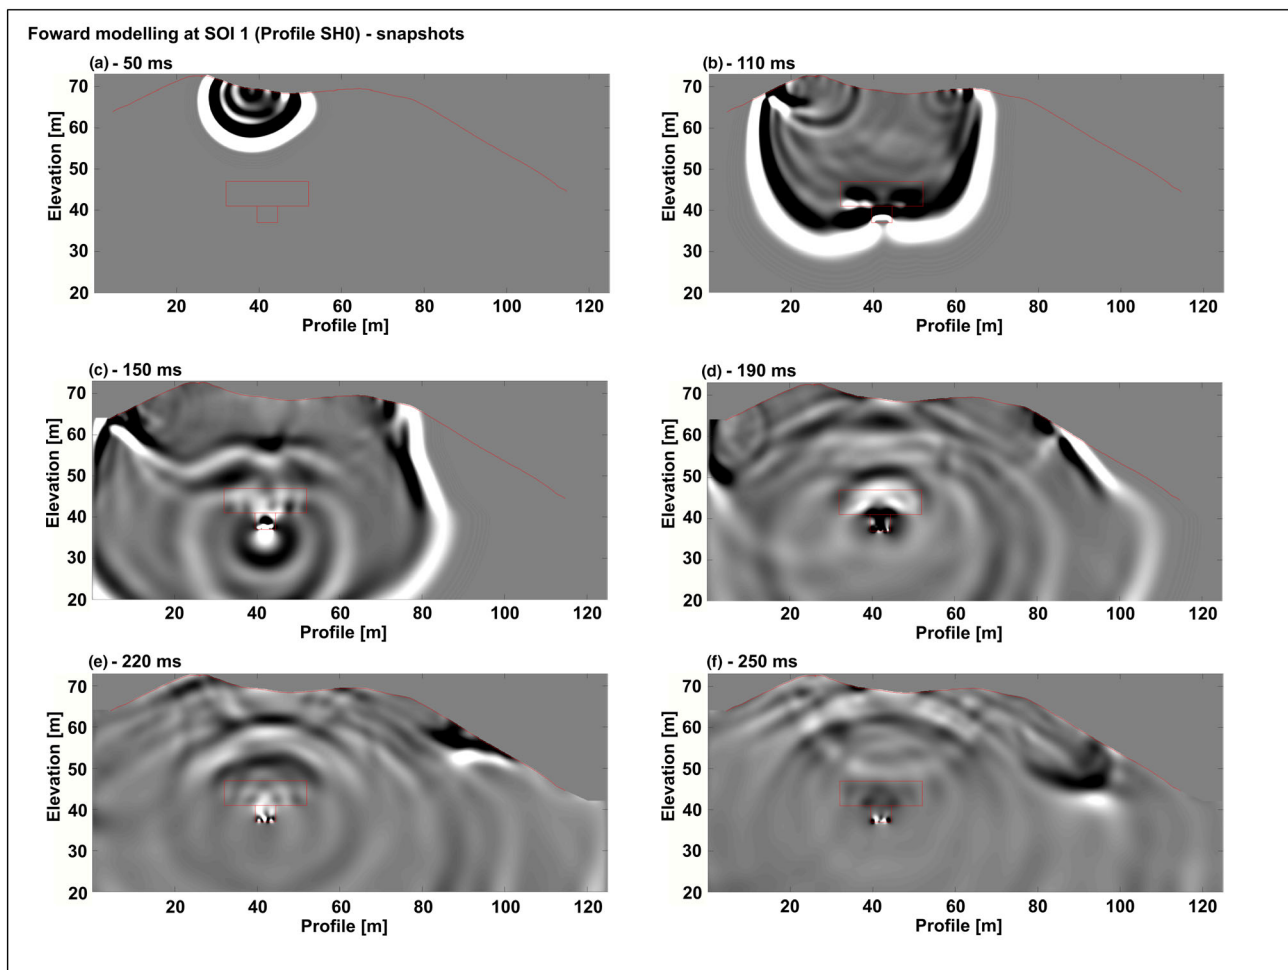 Foward modelling at SOI 1 (Profile SH0) - snapshots
(a) - 50 ms
(b) - 110 ms
70
60
50
40
30
20
Elevation [m]
20 40 60 80 100 120
Profile [m]
70
60
50
40
30
20
Elevation [m]
20 40 60 80 100 120
Profile [m]
(c) - 150 ms
(d) - 190 ms
70
60
50
40
30
20
Elevation [m]
20 40 60 80 100 120
Profile [m]
70
60
50
40
30
20
Elevation [m]
20 40 60 80 100 120
Profile [m]
(e) - 220 ms
(f) - 250 ms
70
60
50
40
30
20
Elevation [m]
20 40 60 80 100 120
Profile [m]
70
60
50
40
30
20
Elevation [m]
20 40 60 80 100 120
Profile [m]